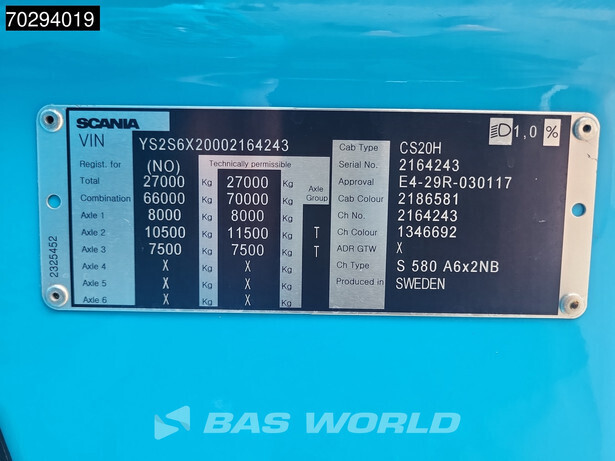 70294019
SCANIA
VIN YS2S6X20002164243
1,0 %
Regist. for (NO) Technically permissible
Total 27000 Kg 27000 Kg Axle Group
Combination 66000 Kg 70000 Kg
Axle 1 8000 Kg 8000 Kg
Axle 2 10500 Kg 11500 Kg T
Axle 3 7500 Kg 7500 Kg T
Axle 4 X Kg X Kg
Axle 5 X Kg X Kg
Axle 6 X Kg X Kg
2325452
Cab Type CS20H
Serial No. 2164243
Approval E4-29R-030117
Cab Colour 2186581
Ch No. 2164243
Ch Colour 1346692
ADR GTW X
Ch Type S 580 A6x2NB
Produced in SWEDEN
BAS WORLD